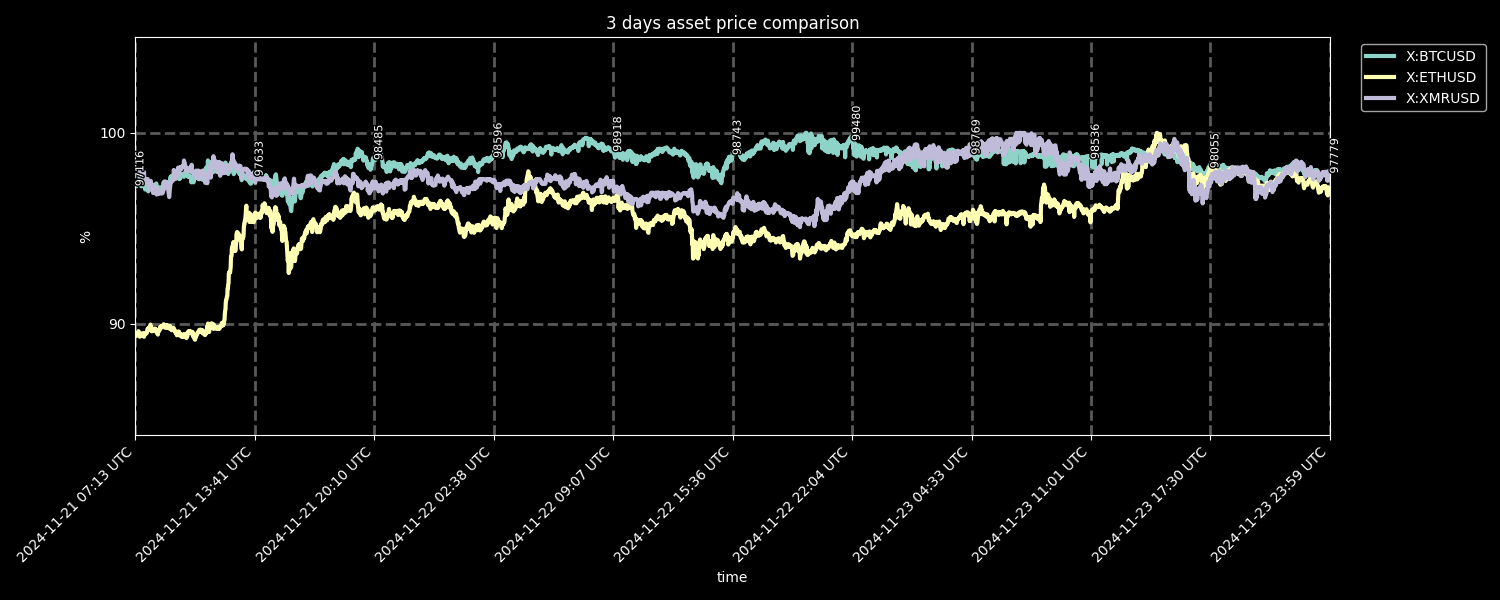 3 days asset price comparison
X:BTCUSD
X:ETHUSD
X:XMRUSD
100
90
%
97116
97633
98485
98596
98918
98743
99480
98769
98536
98055
97779
2024-11-21 07:13 UTC
2024-11-21 13:41 UTC
2024-11-21 20:10 UTC
2024-11-22 02:38 UTC
2024-11-22 09:07 UTC
2024-11-22 15:36 UTC
2024-11-22 22:04 UTC
2024-11-23 04:33 UTC
2024-11-23 11:01 UTC
2024-11-23 17:30 UTC
2024-11-23 23:59 UTC
time